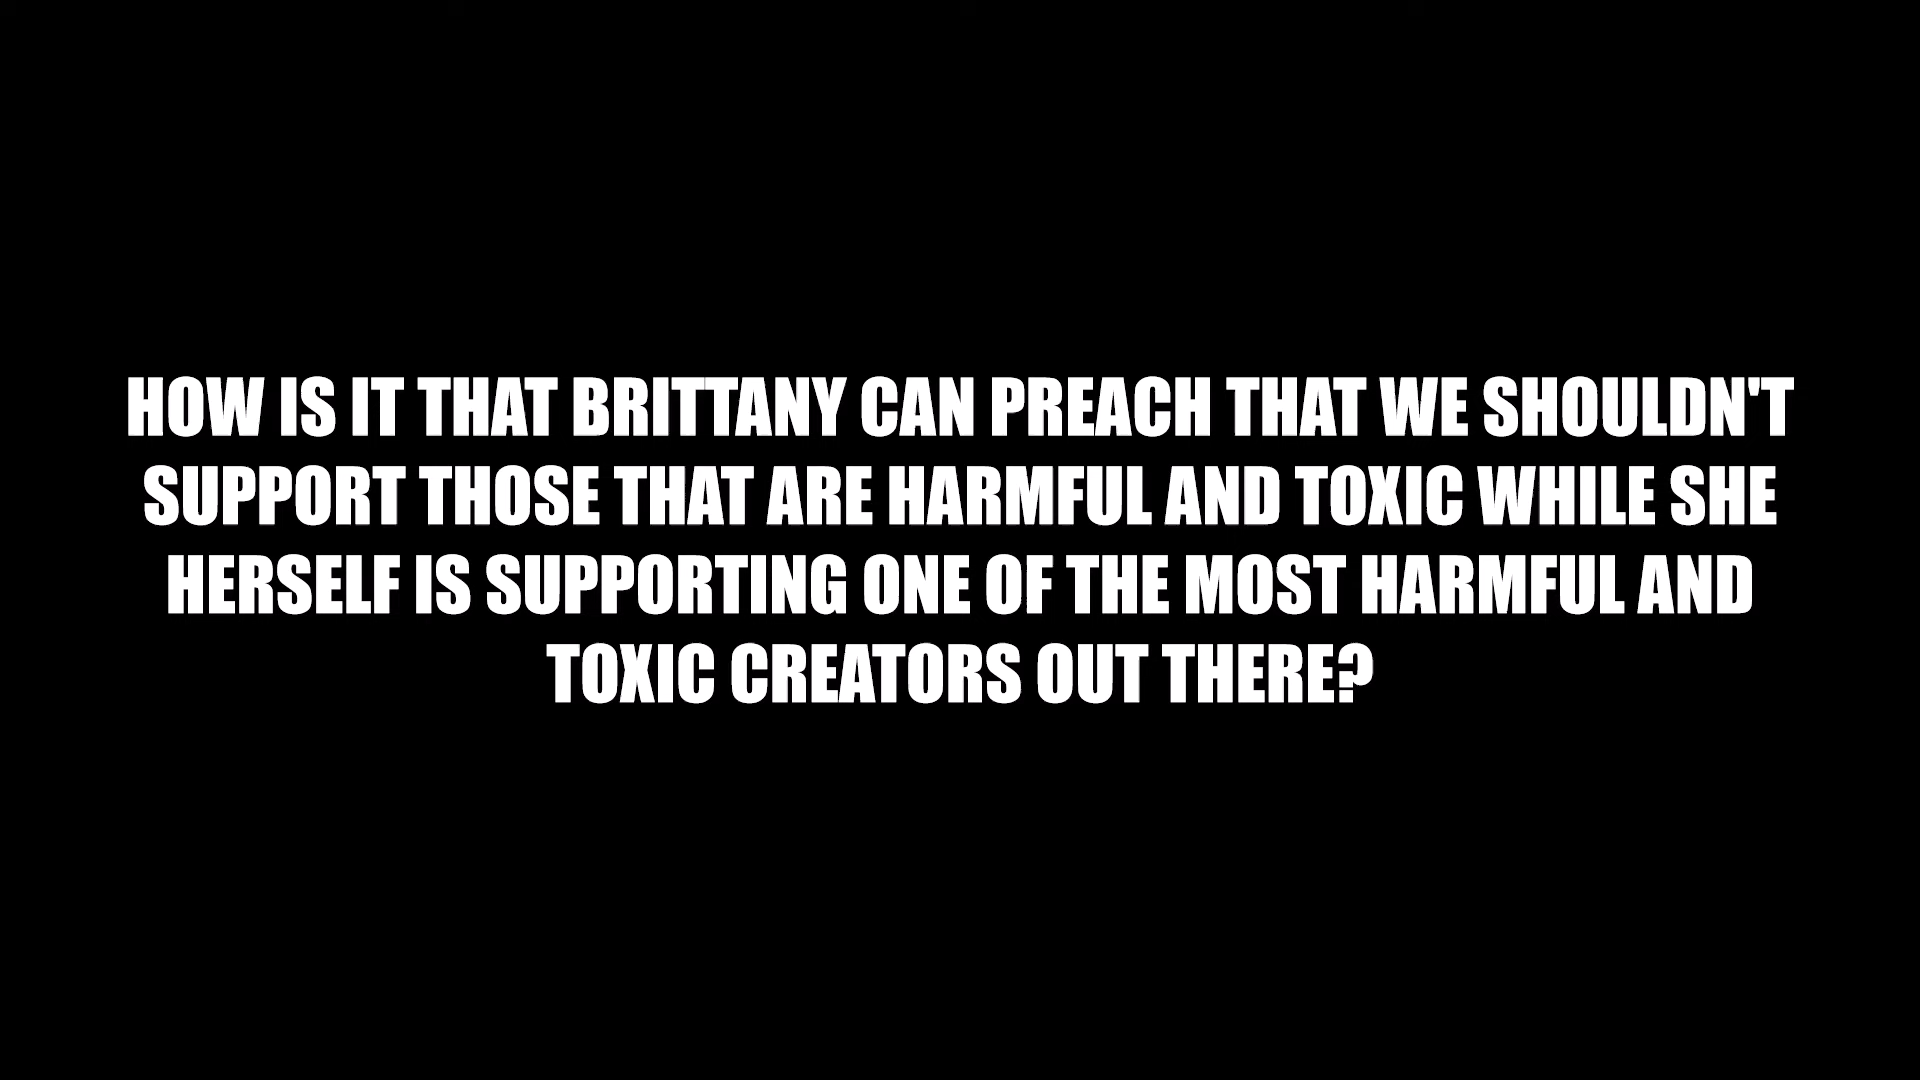 HOW IS IT THAT BRITTANY CAN PREACH THAT WE SHOULDN'T
SUPPORT THOSE THAT ARE HARMFUL AND TOXIC WHILE SHE
HERSELF IS SUPPORTING ONE OF THE MOST HARMFUL AND
TOXIC CREATORS OUT THERE?